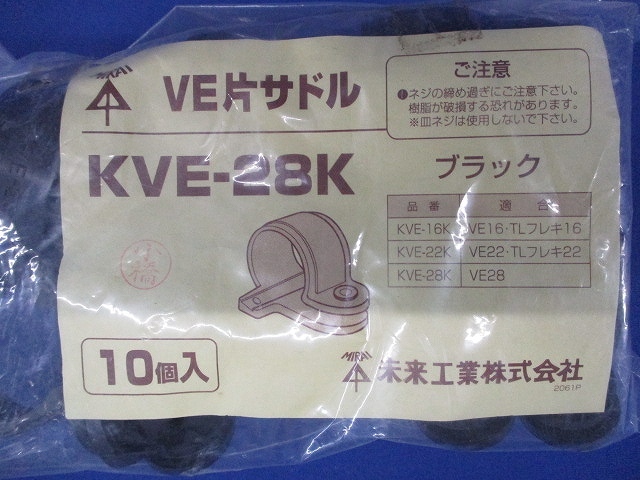 MIRAI
VE片サドル
ご注意
❶ネジの締め過ぎにご注意下さい。
樹脂が破損する恐れがあります。
※皿ネジは使用しないで下さい。
KVE-28K
ブラック
品番 適合
KVE-16K VE16・TLフレキ16
KVE-22K VE22・TLフレキ22
KVE-28K VE28
10個入
MIRAI
未来工業株式会社
2061P